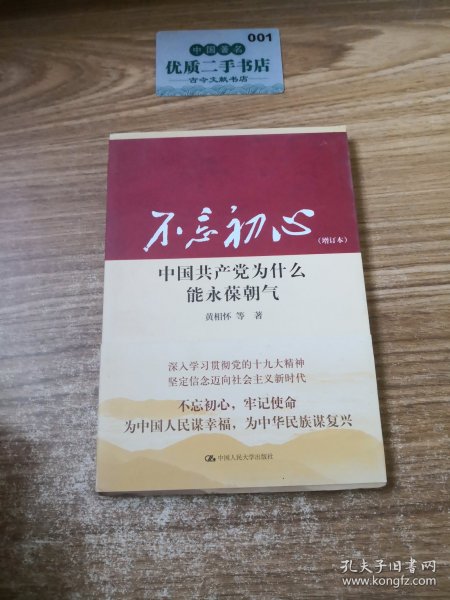 001
中国著名
优质二手书店
古今文献书店
不忘初心
（增订本）
中国共产党为什么
能永葆朝气
黄相怀 等 著
深入学习贯彻党的十九大精神
坚定信念迈向社会主义新时代
不忘初心，牢记使命
为中国人民谋幸福，为中华民族谋复兴
中国人民大学出版社
孔夫子旧书网
www.kongfz.com